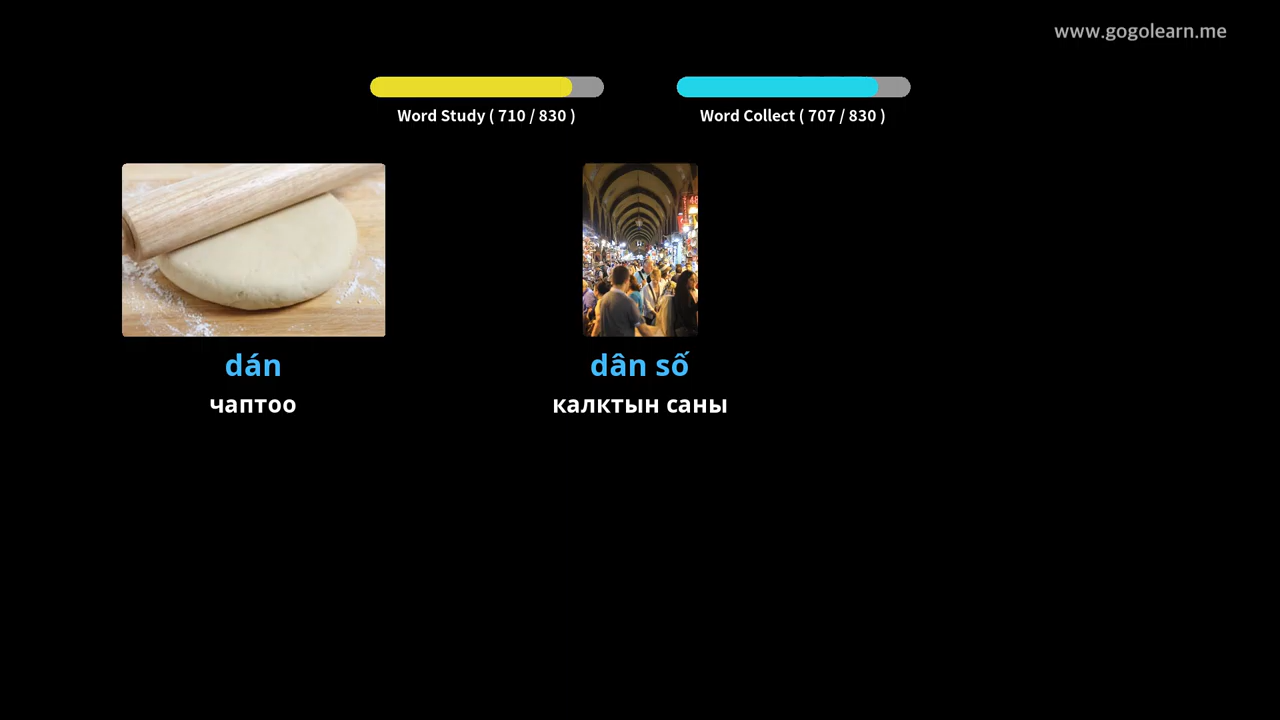 www.gogolearn.me
Word Study ( 710 / 830 )
Word Collect ( 707 / 830 )
dán
чаптоо
dân số
калктын саны